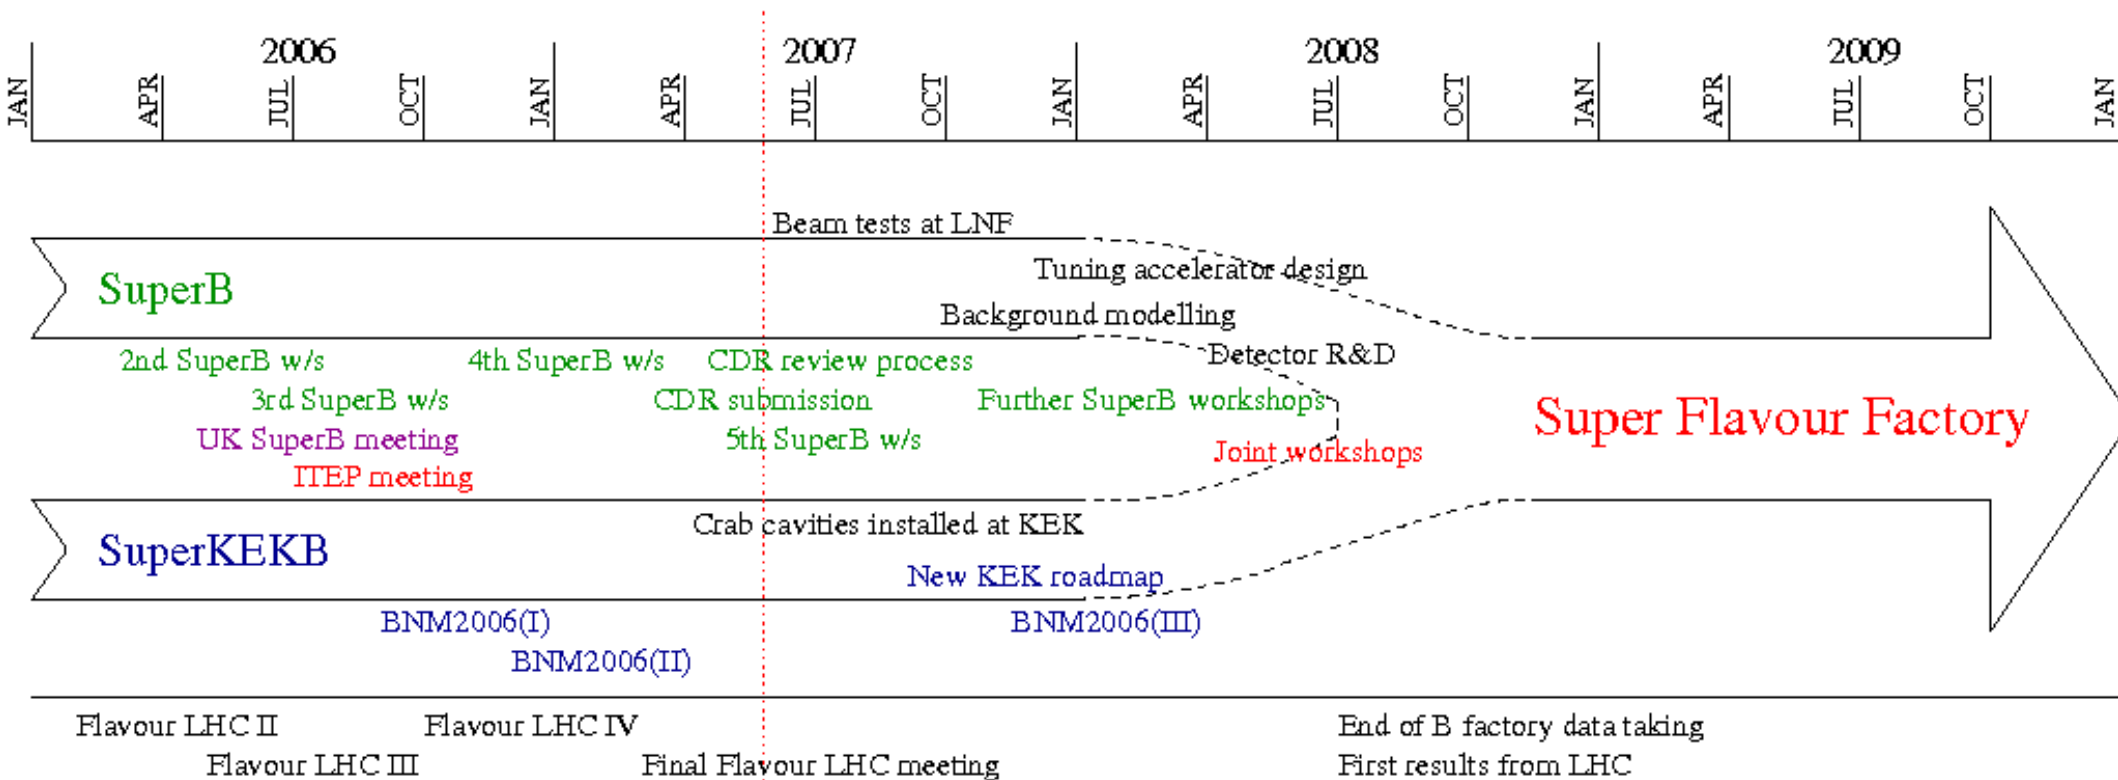 2006 2007 2008 2009
JAN APR JUL OCT JAN APR JUL OCT JAN APR JUL OCT JAN APR JUL OCT JAN
Beam tests at LNF
Tuning accelerator design
SuperB
Background modelling
2nd SuperB w/s 4th SuperB w/s CDR review process Detector R&D
3rd SuperB w/s CDR submission Further SuperB workshops
Super Flavour Factory
UK SuperB meeting 5th SuperB w/s Joint workshops
ITEP meeting
Crab cavities installed at KEK
SuperKEKB
New KEK roadmap
BNM2006(I) BNM2006(III)
BNM2006(II)
Flavour LHC II Flavour LHC IV End of B factory data taking
Flavour LHC III Final Flavour LHC meeting First results from LHC